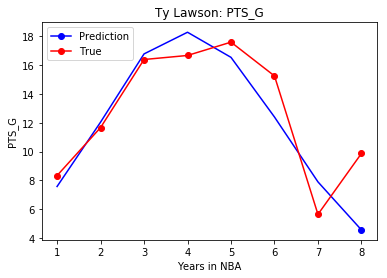 Ty Lawson: PTS_G
Prediction
True
PTS_G
18
16
14
12
10
8
6
4
1 2 3 4 5 6 7 8
Years in NBA